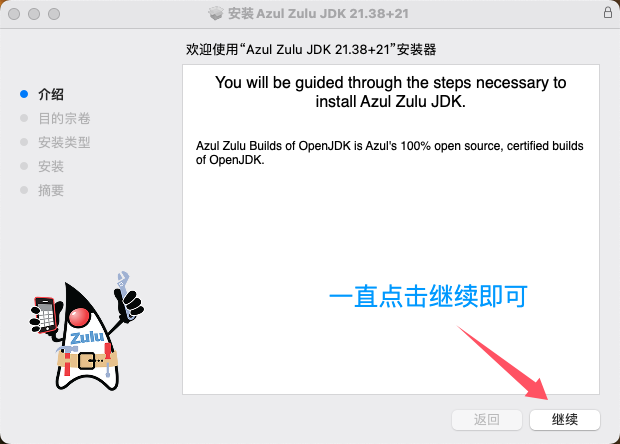 安装 Azul Zulu JDK 21.38+21
欢迎使用“Azul Zulu JDK 21.38+21”安装器
介绍
目的宗卷
安装类型
安装
摘要
You will be guided through the steps necessary to
install Azul Zulu JDK.
Azul Zulu Builds of OpenJDK is Azul's 100% open source, certified builds
of OpenJDK.
一直点击继续即可
Zulu
返回
继续